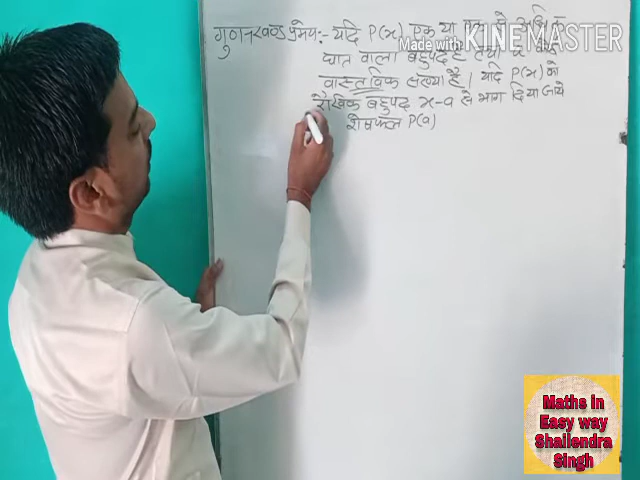 गुणनखण्ड प्रमेय:- यदि P(x) एक या एक से अधिक
घात वाला बहुपद है तथा a कोई
वास्तविक संख्या है। यदि P(x) को
रैखिक बहुपद x-a से भाग दिया जाये
शेषफल P(a)
Made with KINEMASTER
Maths in
Easy way
Shailendra
Singh